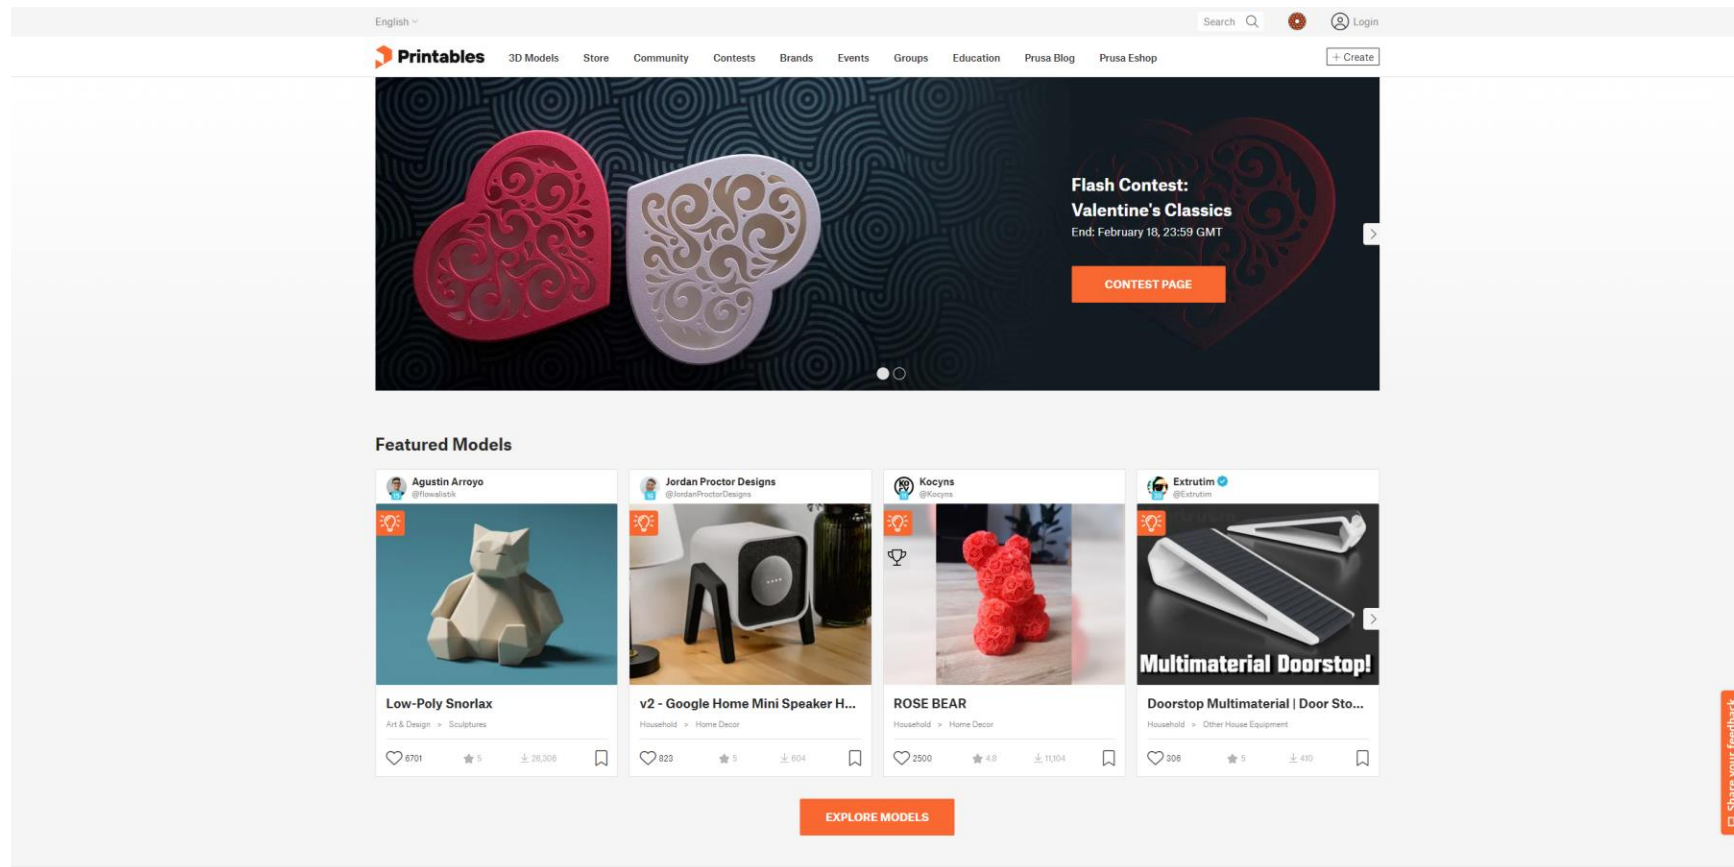 English
Search
Login
Printables
3D Models
Store
Community
Contests
Brands
Events
Groups
Education
Prusa Blog
Prusa Eshop
+ Create
Flash Contest:
Valentine's Classics
End: February 18, 23:59 GMT
CONTEST PAGE
Featured Models
Agustin Arroyo
@flowalistik
Low-Poly Snorlax
Art & Design > Sculptures
6701
5
26,306
Jordan Proctor Designs
@JordanProctorDesigns
v2 - Google Home Mini Speaker H...
Household > Home Decor
823
5
604
Kocyns
@Kocyns
ROSE BEAR
Household > Home Decor
2500
4.8
11,104
Extrutim
@Extrutim
Multimaterial Doorstop!
Doorstop Multimaterial | Door Sto...
Household > Other House Equipment
306
5
410
EXPLORE MODELS
Share your feedback